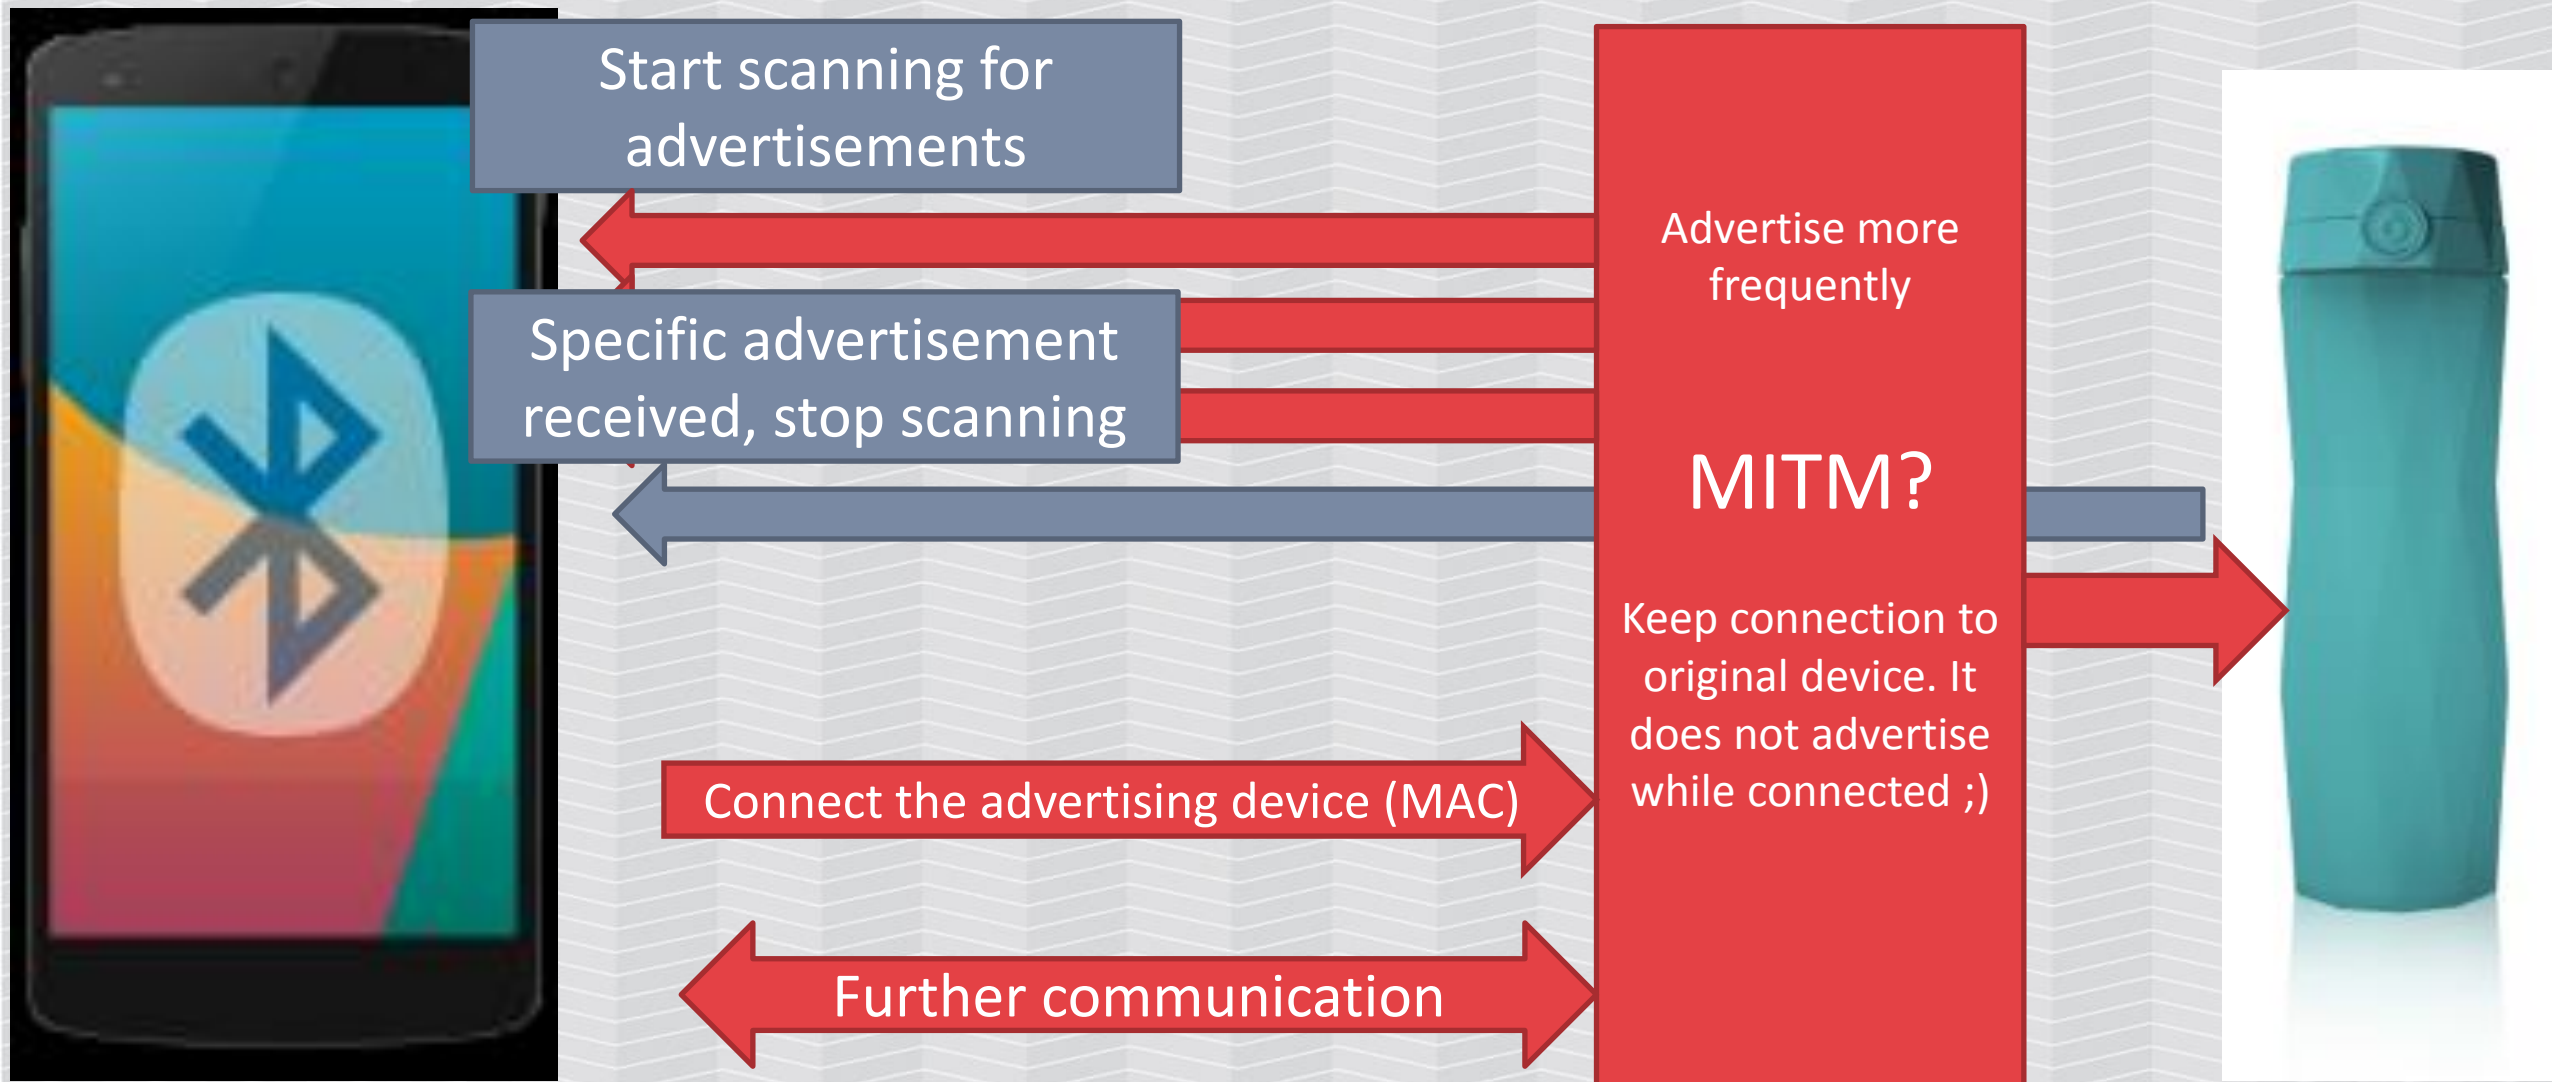 Start scanning for
advertisements
Advertise more
frequently
Specific advertisement
received, stop scanning
MITM?
Keep connection to
original device. It
does not advertise
while connected ;)
Connect the advertising device (MAC)
Further communication